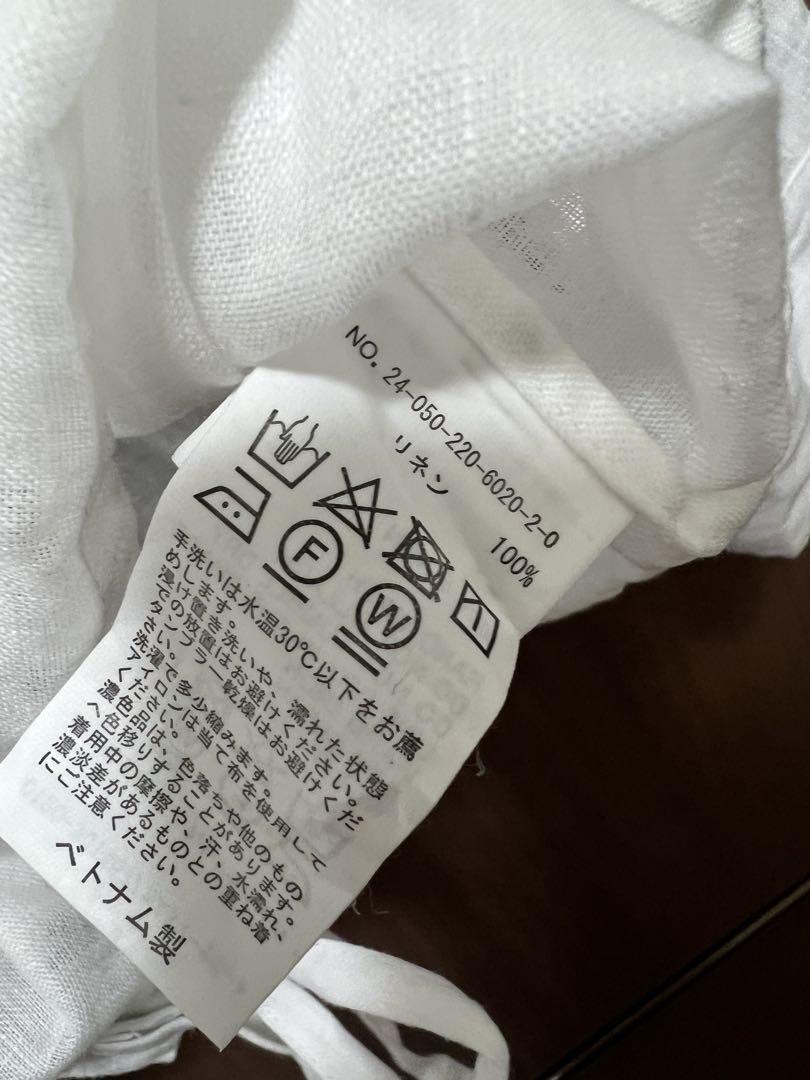 NO. 24-050-220-6020-2-0
リネン 100%
F
W
手洗いは水温30℃以下をお薦
めします。
浸け置き洗いや、濡れた状態
での放置はお避けください。
タンブラー乾燥はお避けくだ
さい。
洗濯で多少縮みます。
アイロンは当て布を使用して
ください。
濃色品は、色落ちや他のもの
へ色移りすることがあります。
着用中の摩擦や、汗、水濡れ、
濃淡差があるものとの重ね着
にご注意ください。
ベトナム製